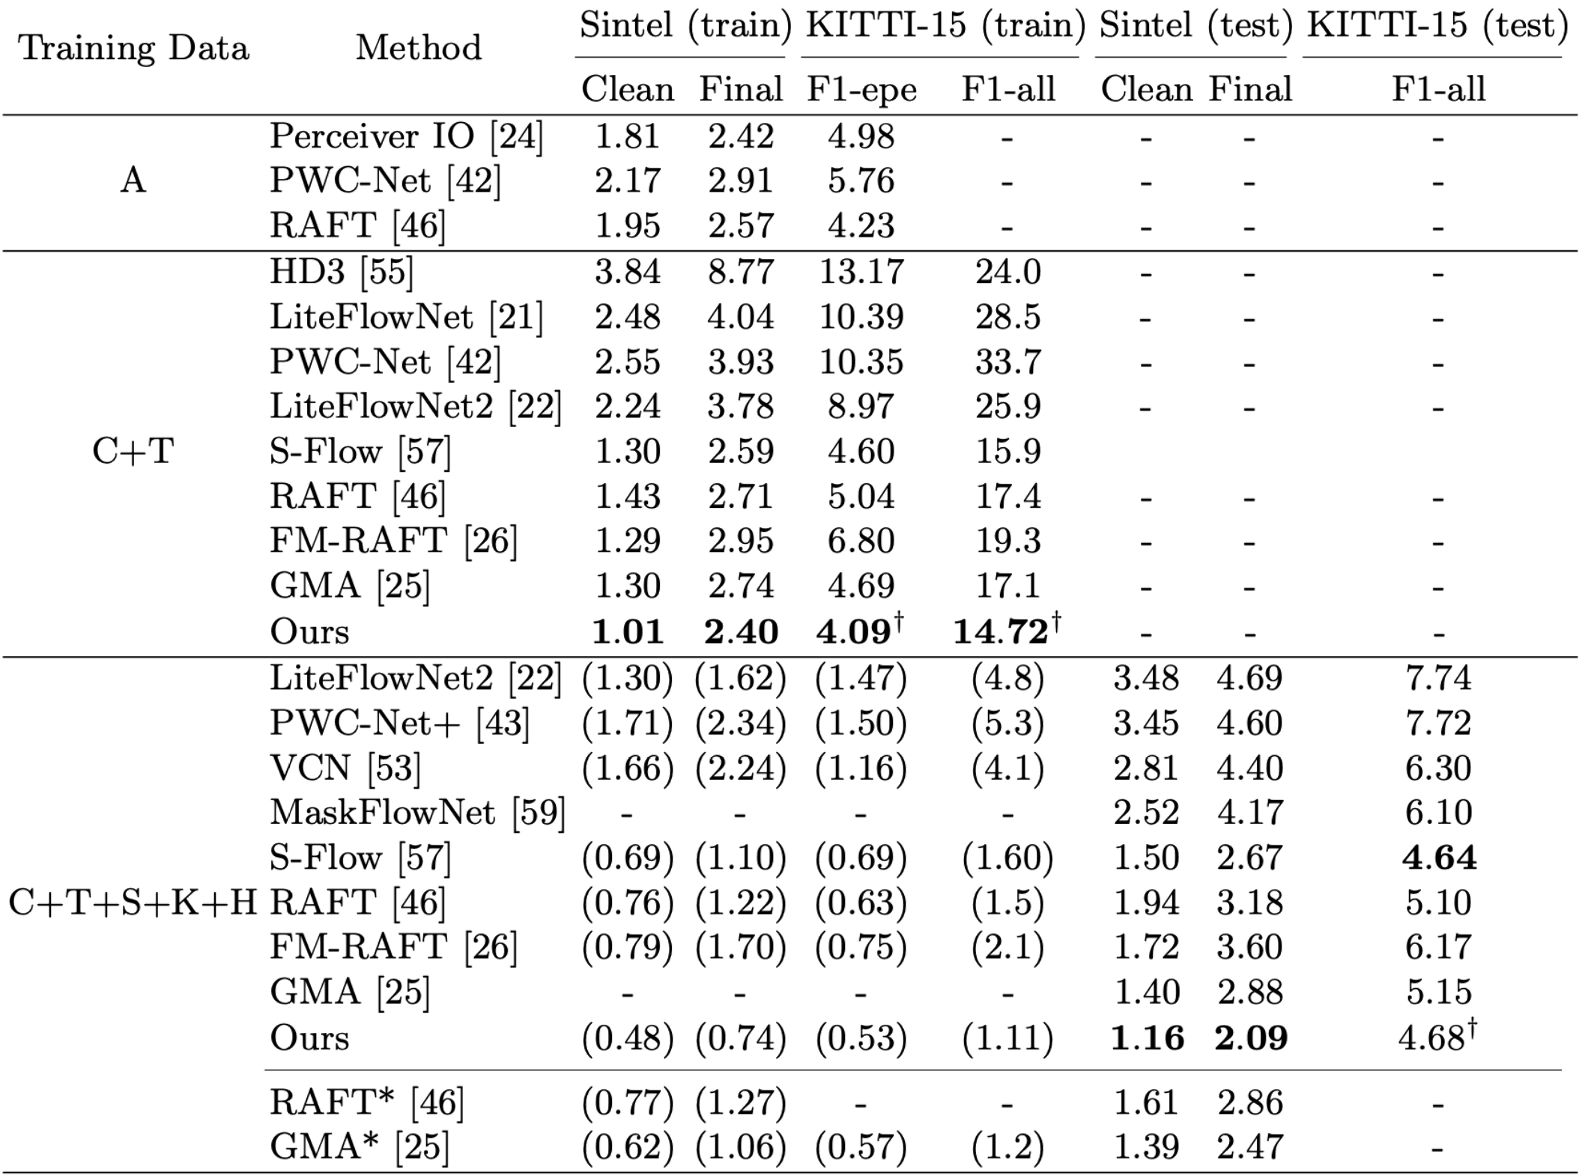 Training Data Method Sintel (train) KITTI-15 (train) Sintel (test) KITTI-15 (test)
Clean Final F1-epe F1-all Clean Final F1-all
A
Perceiver IO [24] 1.81 2.42 4.98 - - - -
PWC-Net [42] 2.17 2.91 5.76 - - - -
RAFT [46] 1.95 2.57 4.23 - - - -
C+T
HD3 [55] 3.84 8.77 13.17 24.0 - - -
LiteFlowNet [21] 2.48 4.04 10.39 28.5 - - -
PWC-Net [42] 2.55 3.93 10.35 33.7 - - -
LiteFlowNet2 [22] 2.24 3.78 8.97 25.9 - - -
S-Flow [57] 1.30 2.59 4.60 15.9
RAFT [46] 1.43 2.71 5.04 17.4 - - -
FM-RAFT [26] 1.29 2.95 6.80 19.3 - - -
GMA [25] 1.30 2.74 4.69 17.1 - - -
Ours 1.01 2.40 4.09† 14.72† - - -
C+T+S+K+H
LiteFlowNet2 [22] (1.30) (1.62) (1.47) (4.8) 3.48 4.69 7.74
PWC-Net+ [43] (1.71) (2.34) (1.50) (5.3) 3.45 4.60 7.72
VCN [53] (1.66) (2.24) (1.16) (4.1) 2.81 4.40 6.30
MaskFlowNet [59] - - - - 2.52 4.17 6.10
S-Flow [57] (0.69) (1.10) (0.69) (1.60) 1.50 2.67 4.64
RAFT [46] (0.76) (1.22) (0.63) (1.5) 1.94 3.18 5.10
FM-RAFT [26] (0.79) (1.70) (0.75) (2.1) 1.72 3.60 6.17
GMA [25] - - - - 1.40 2.88 5.15
Ours (0.48) (0.74) (0.53) (1.11) 1.16 2.09 4.68†
RAFT* [46] (0.77) (1.27) - - 1.61 2.86 -
GMA* [25] (0.62) (1.06) (0.57) (1.2) 1.39 2.47 -